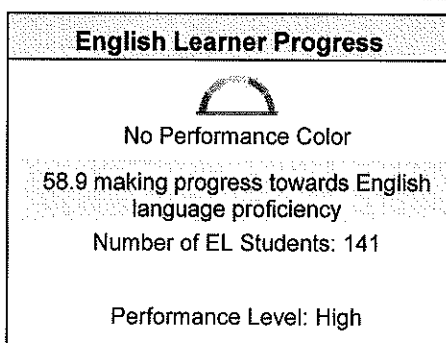 English Learner Progress
No Performance Color
58.9 making progress towards English
language proficiency
Number of EL Students: 141
Performance Level: High